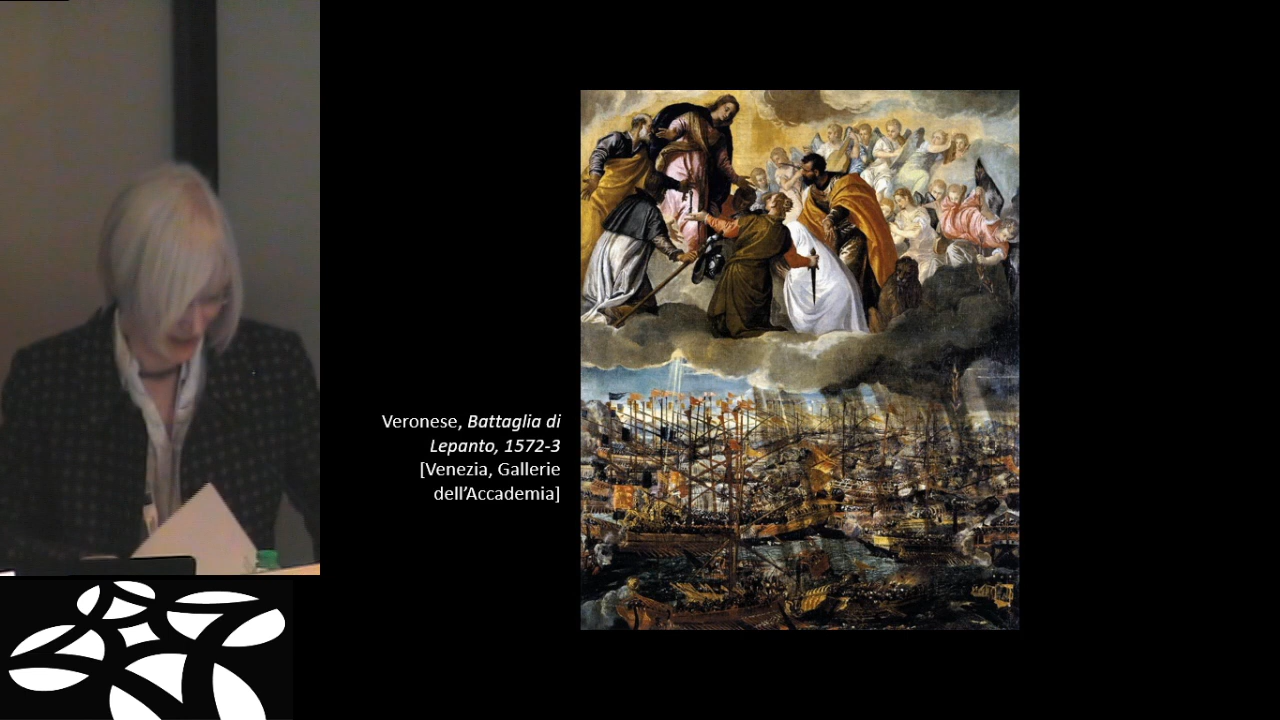 Veronese, Battaglia di
Lepanto, 1572-3
[Venezia, Gallerie
dell’Accademia]